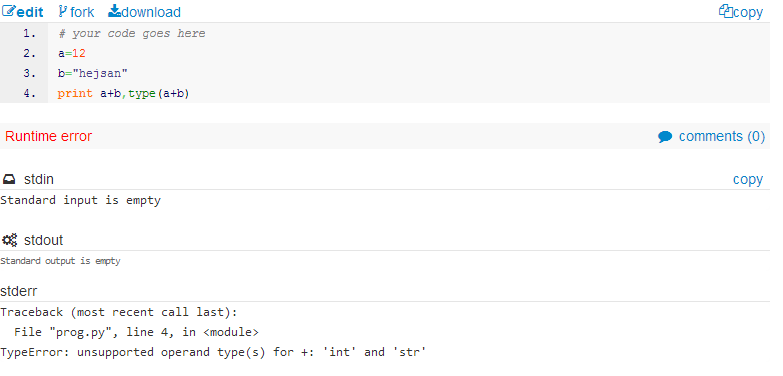 edit fork download copy
1. # your code goes here
2. a=12
3. b="hejsan"
4. print a+b,type(a+b)
Runtime error comments (0)
stdin copy
Standard input is empty
stdout
Standard output is empty
stderr
Traceback (most recent call last):
  File "prog.py", line 4, in <module>
TypeError: unsupported operand type(s) for +: 'int' and 'str'